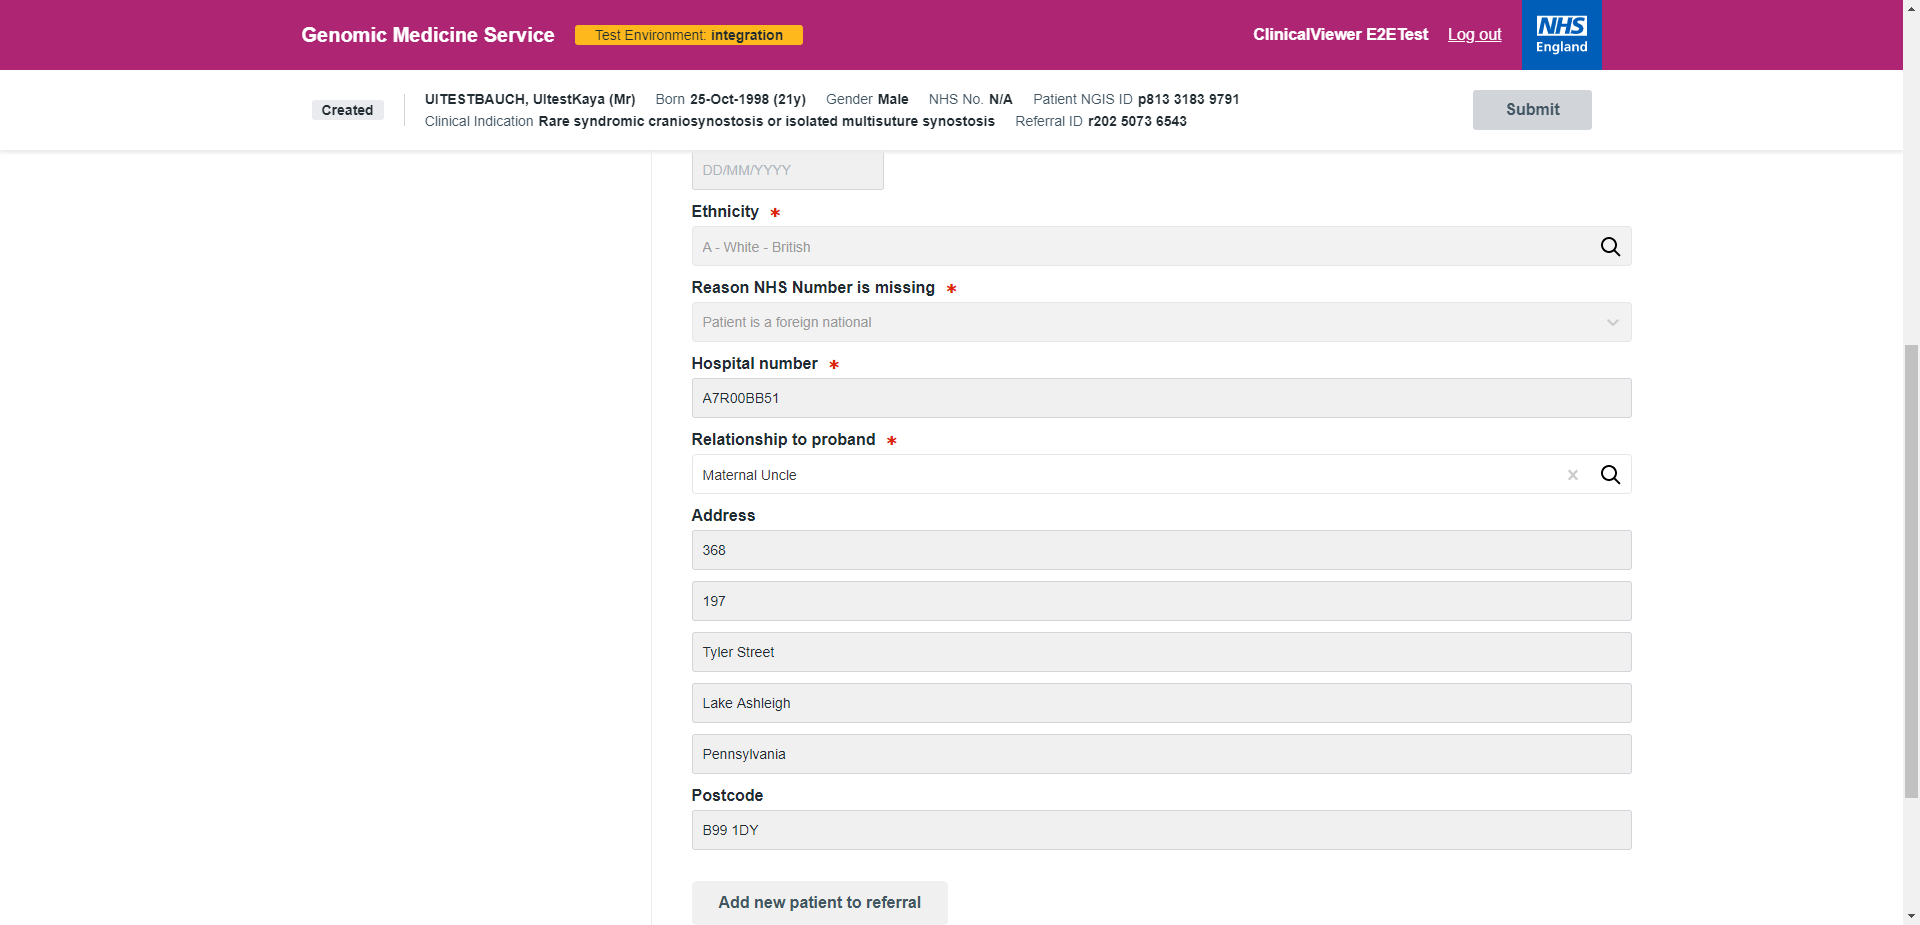 Genomic Medicine Service
Test Environment: integration
ClinicalViewer E2ETest
Log out
NHS
England
Created
UITESTBAUCH, UItestKaya (Mr) Born 25-Oct-1998 (21y) Gender Male NHS No. N/A Patient NGIS ID p813 3183 9791
Clinical Indication Rare syndromic craniosynostosis or isolated multisuture synostosis Referral ID r202 5073 6543
Submit
DD/MM/YYYY
Ethnicity *
A - White - British
Reason NHS Number is missing *
Patient is a foreign national
Hospital number *
A7R00BB51
Relationship to proband *
Maternal Uncle
Address
368
197
Tyler Street
Lake Ashleigh
Pennsylvania
Postcode
B99 1DY
Add new patient to referral